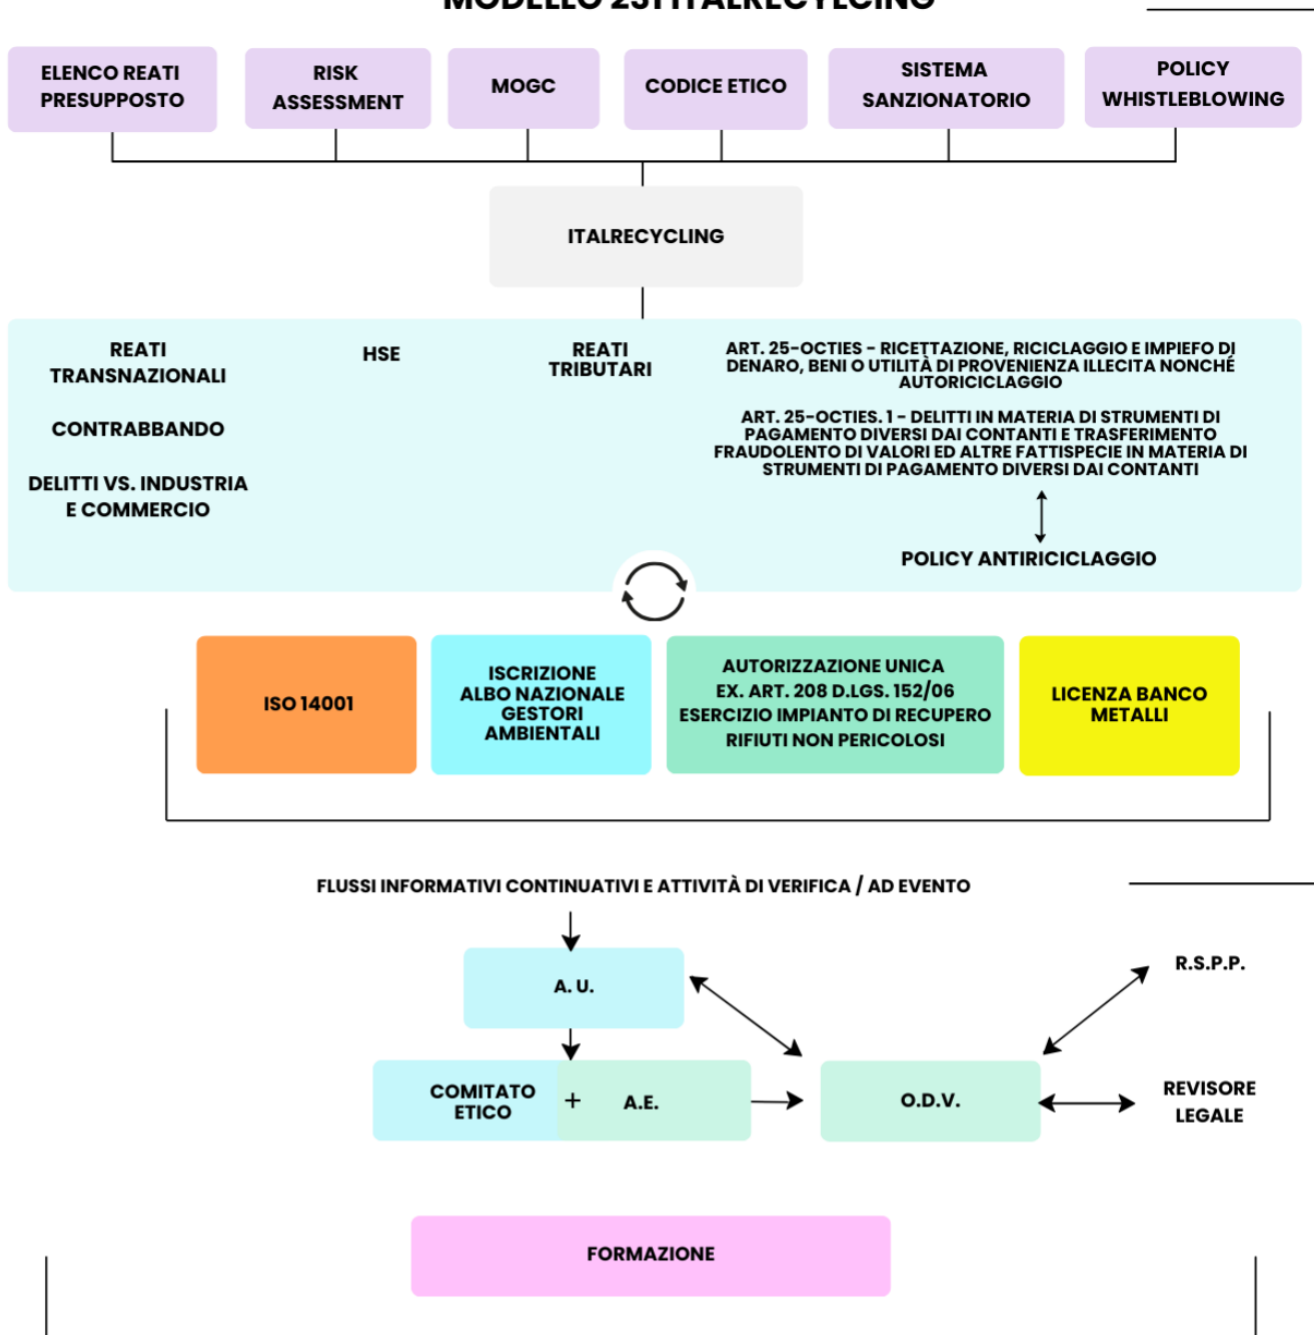 MODELLO 231 ITALRECYLCING
ELENCO REATI
PRESUPPOSTO
RISK
ASSESSMENT
MOGC
CODICE ETICO
SISTEMA
SANZIONATORIO
POLICY
WHISTLEBLOWING
ITALRECYCLING
REATI
TRANSNAZIONALI
CONTRABBANDO
DELITTI VS. INDUSTRIA
E COMMERCIO
HSE
REATI
TRIBUTARI
ART. 25-OCTIES - RICETTAZIONE, RICICLAGGIO E IMPIEFO DI
DENARO, BENI O UTILITÀ DI PROVENIENZA ILLECITA NONCHÉ
AUTORICICLAGGIO
ART. 25-OCTIES. 1 - DELITTI IN MATERIA DI STRUMENTI DI
PAGAMENTO DIVERSI DAI CONTANTI E TRASFERIMENTO
FRAUDOLENTO DI VALORI ED ALTRE FATTISPECIE IN MATERIA DI
STRUMENTI DI PAGAMENTO DIVERSI DAI CONTANTI
POLICY ANTIRICICLAGGIO
ISO 14001
ISCRIZIONE
ALBO NAZIONALE
GESTORI
AMBIENTALI
AUTORIZZAZIONE UNICA
EX. ART. 208 D.LGS. 152/06
ESERCIZIO IMPIANTO DI RECUPERO
RIFIUTI NON PERICOLOSI
LICENZA BANCO
METALLI
FLUSSI INFORMATIVI CONTINUATIVI E ATTIVITÀ DI VERIFICA / AD EVENTO
A. U.
R.S.P.P.
COMITATO
ETICO
+
A.E.
O.D.V.
REVISORE
LEGALE
FORMAZIONE